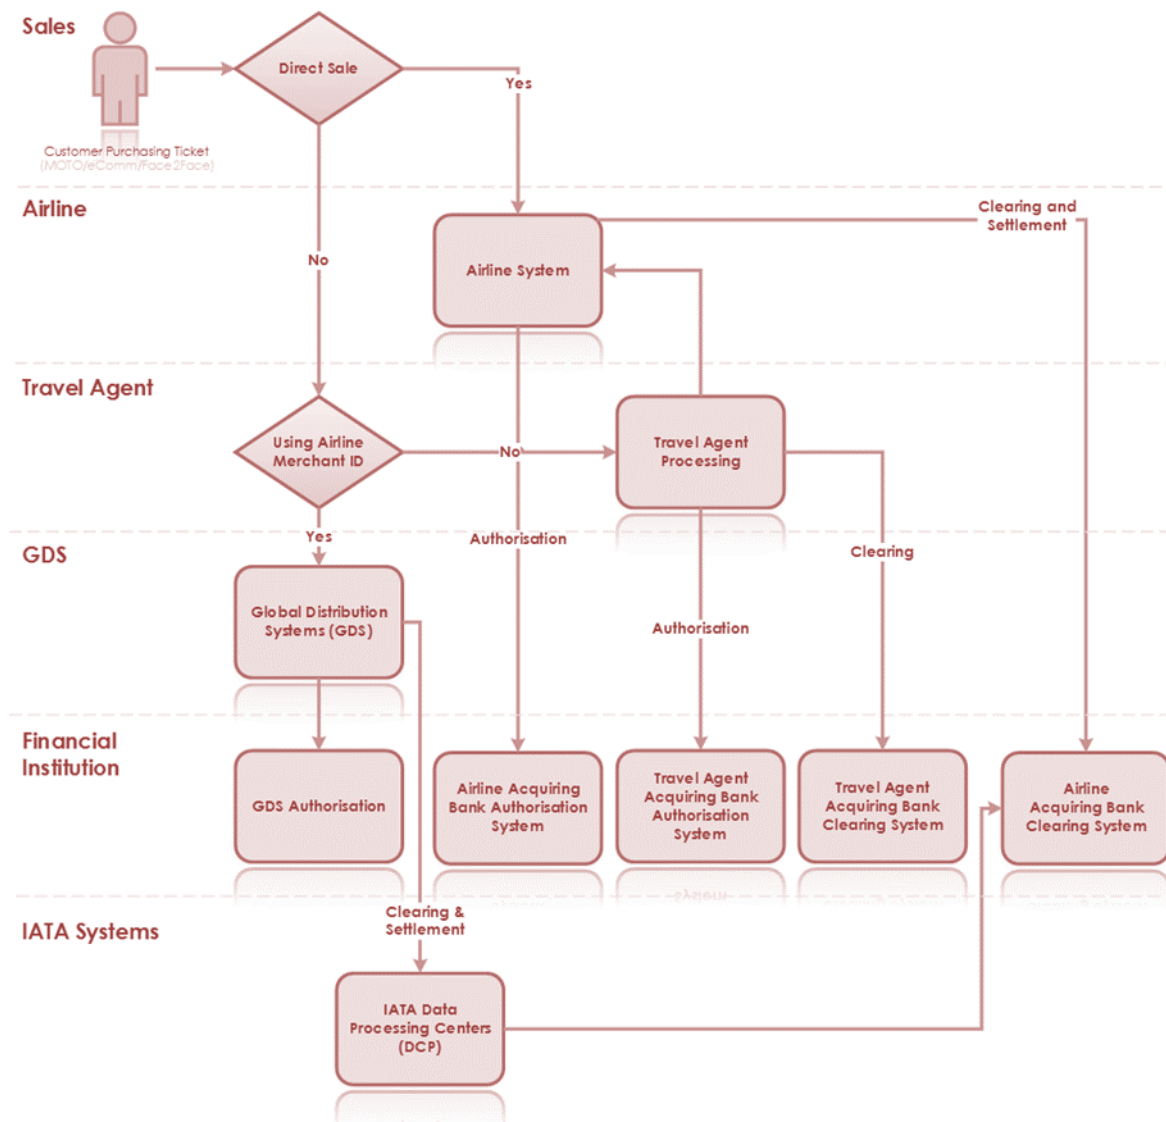 Sales
Direct Sale
Yes
Customer Purchasing Ticket
(MOTO/eComm/Face2Face)
Airline
Clearing and
Settlement
No
Airline System
Travel Agent
Using Airline
Merchant ID
No
Travel Agent
Processing
Yes
Authorisation
Clearing
GDS
Global Distribution
Systems (GDS)
Authorisation
Financial
Institution
GDS Authorisation
Airline Acquiring
Bank Authorisation
System
Travel Agent
Acquiring Bank
Authorisation
System
Travel Agent
Acquiring Bank
Clearing System
Airline
Acquiring Bank
Clearing System
Clearing &
Settlement
IATA Systems
IATA Data
Processing Centers
(DCP)